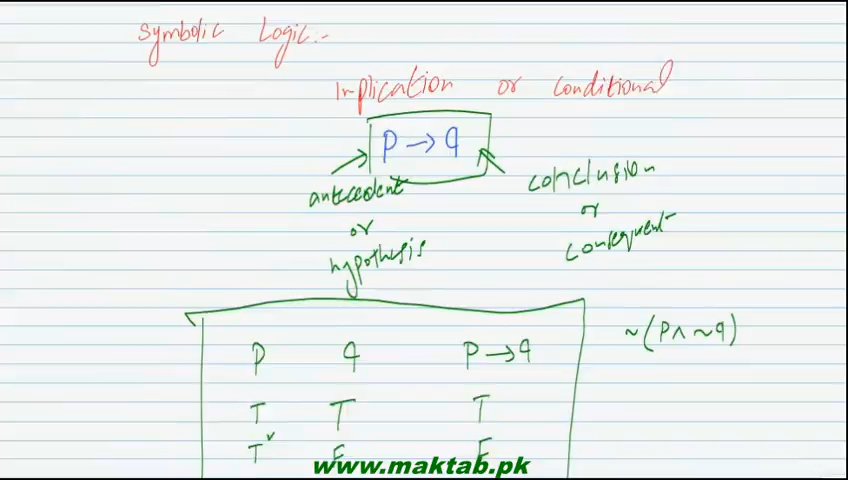 Symbolic Logic:-
Implication or conditional
P → q
antecedent conclusion
or or
hypothesis consequent
P q P → q ~(P ∧ ~q)
T T T
T F F
www.maktab.pk